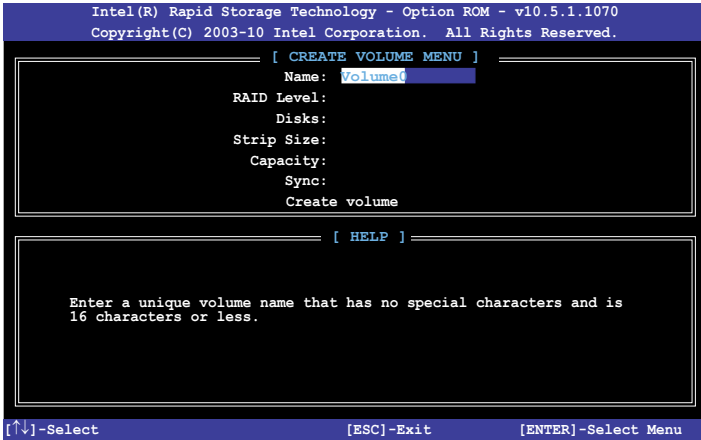 Intel(R) Rapid Storage Technology - Option ROM - v10.5.1.1070
Copyright(C) 2003-10 Intel Corporation. All Rights Reserved.
[ CREATE VOLUME MENU ]
Name: Volume0
RAID Level:
Disks:
Strip Size:
Capacity:
Sync:
Create volume
[ HELP ]
Enter a unique volume name that has no special characters and is
16 characters or less.
[↑↓]-Select [ESC]-Exit [ENTER]-Select Menu